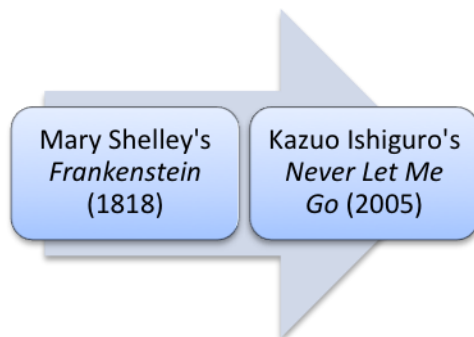 Mary Shelley's
Frankenstein
(1818)
Kazuo Ishiguro's
Never Let Me
Go (2005)